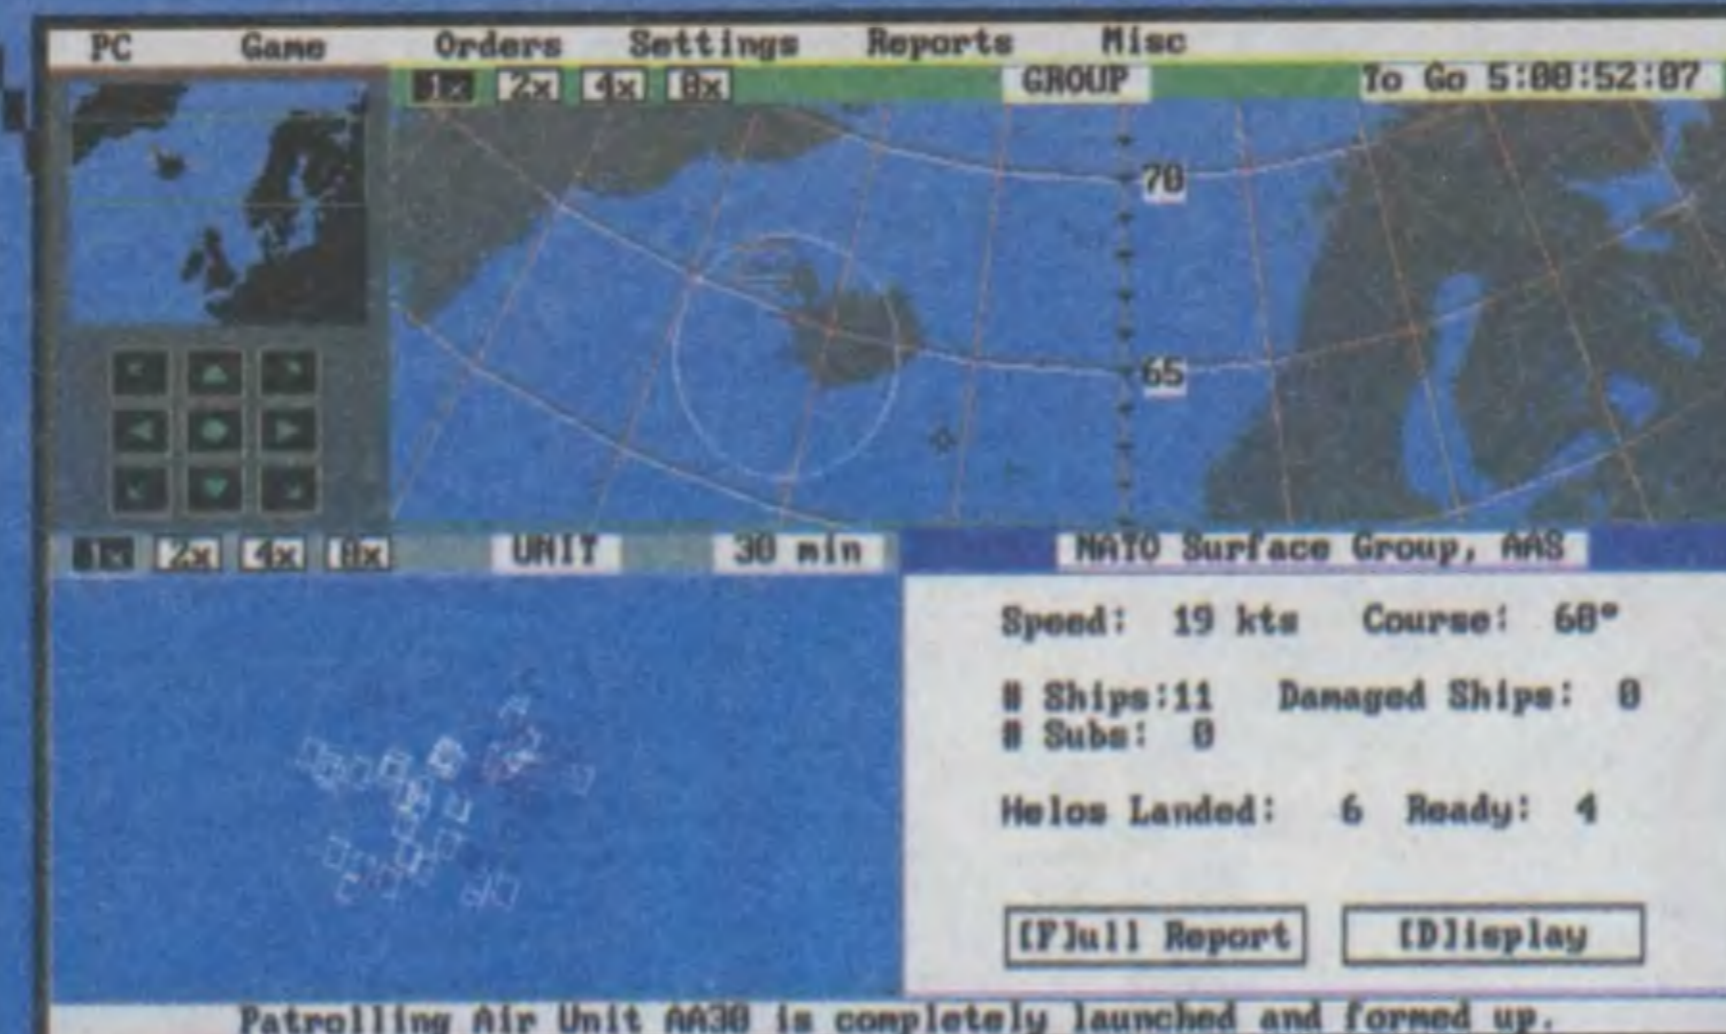 PC Game Orders Settings Reports Misc
1x 2x 4x 8x GROUP To Go 5:00:52:07
70
65
1x 2x 4x 8x UNIT 30 min
NATO Surface Group, AAS
Speed: 19 kts Course: 60°
# Ships:11 Damaged Ships: 0
# Subs: 0
Helos Landed: 6 Ready: 4
[F]ull Report [D]isplay
Patrolling Air Unit AA30 is completely launched and formed up.